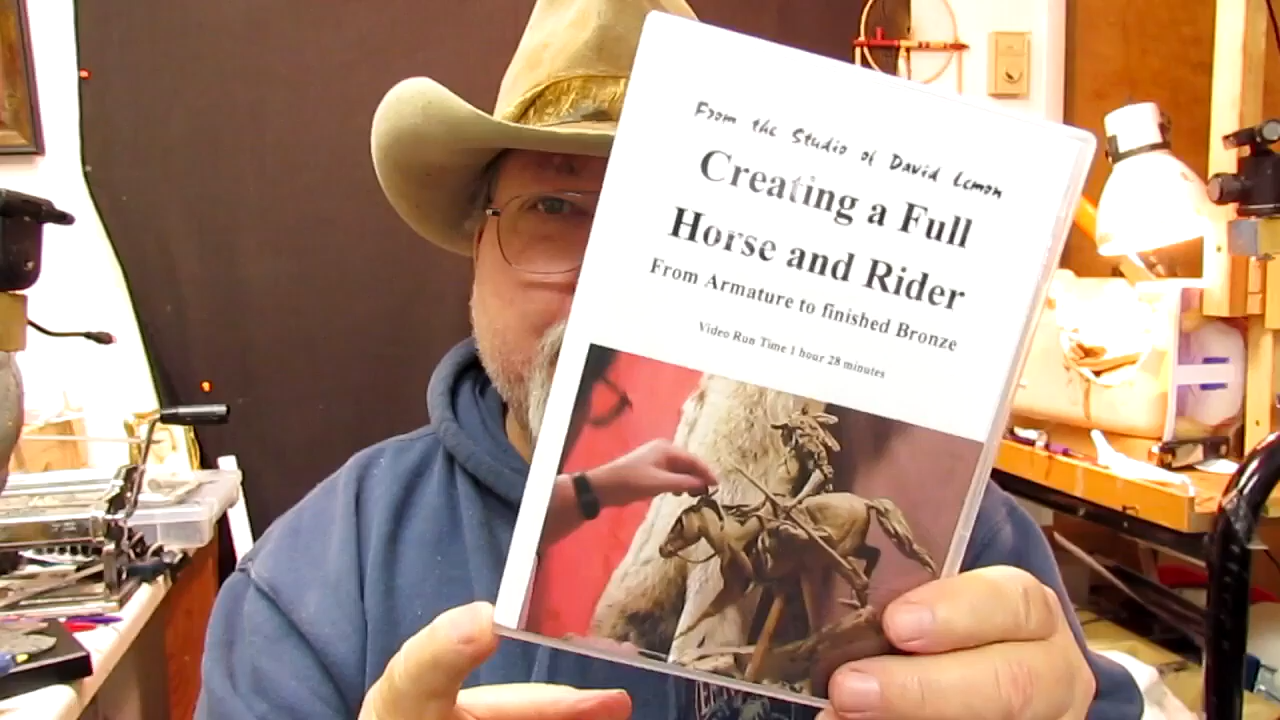 From the Studio of David Lemon
Creating a Full
Horse and Rider
From Armature to finished Bronze
Video Run Time 1 hour 28 minutes